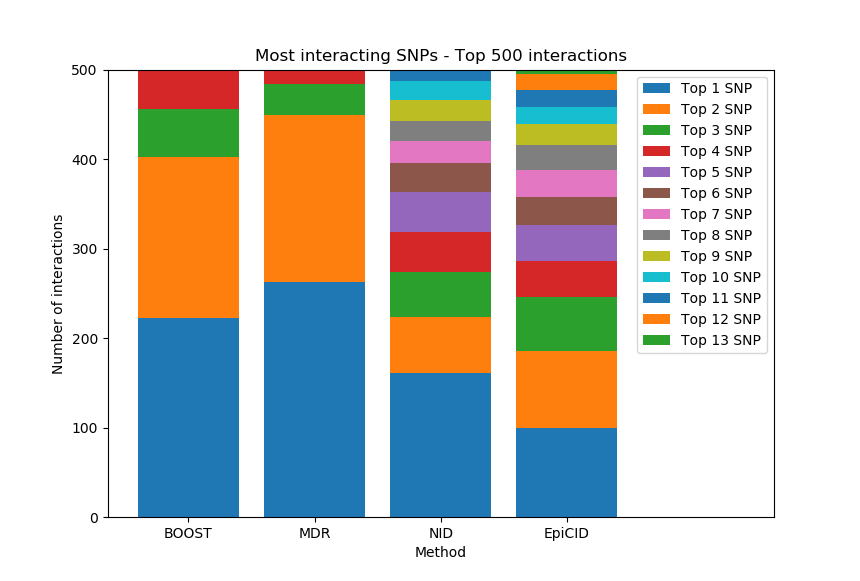 Most interacting SNPs - Top 500 interactions
Number of interactions
500
400
300
200
100
0
BOOST
MDR
NID
EpiCID
Method
Top 1 SNP
Top 2 SNP
Top 3 SNP
Top 4 SNP
Top 5 SNP
Top 6 SNP
Top 7 SNP
Top 8 SNP
Top 9 SNP
Top 10 SNP
Top 11 SNP
Top 12 SNP
Top 13 SNP